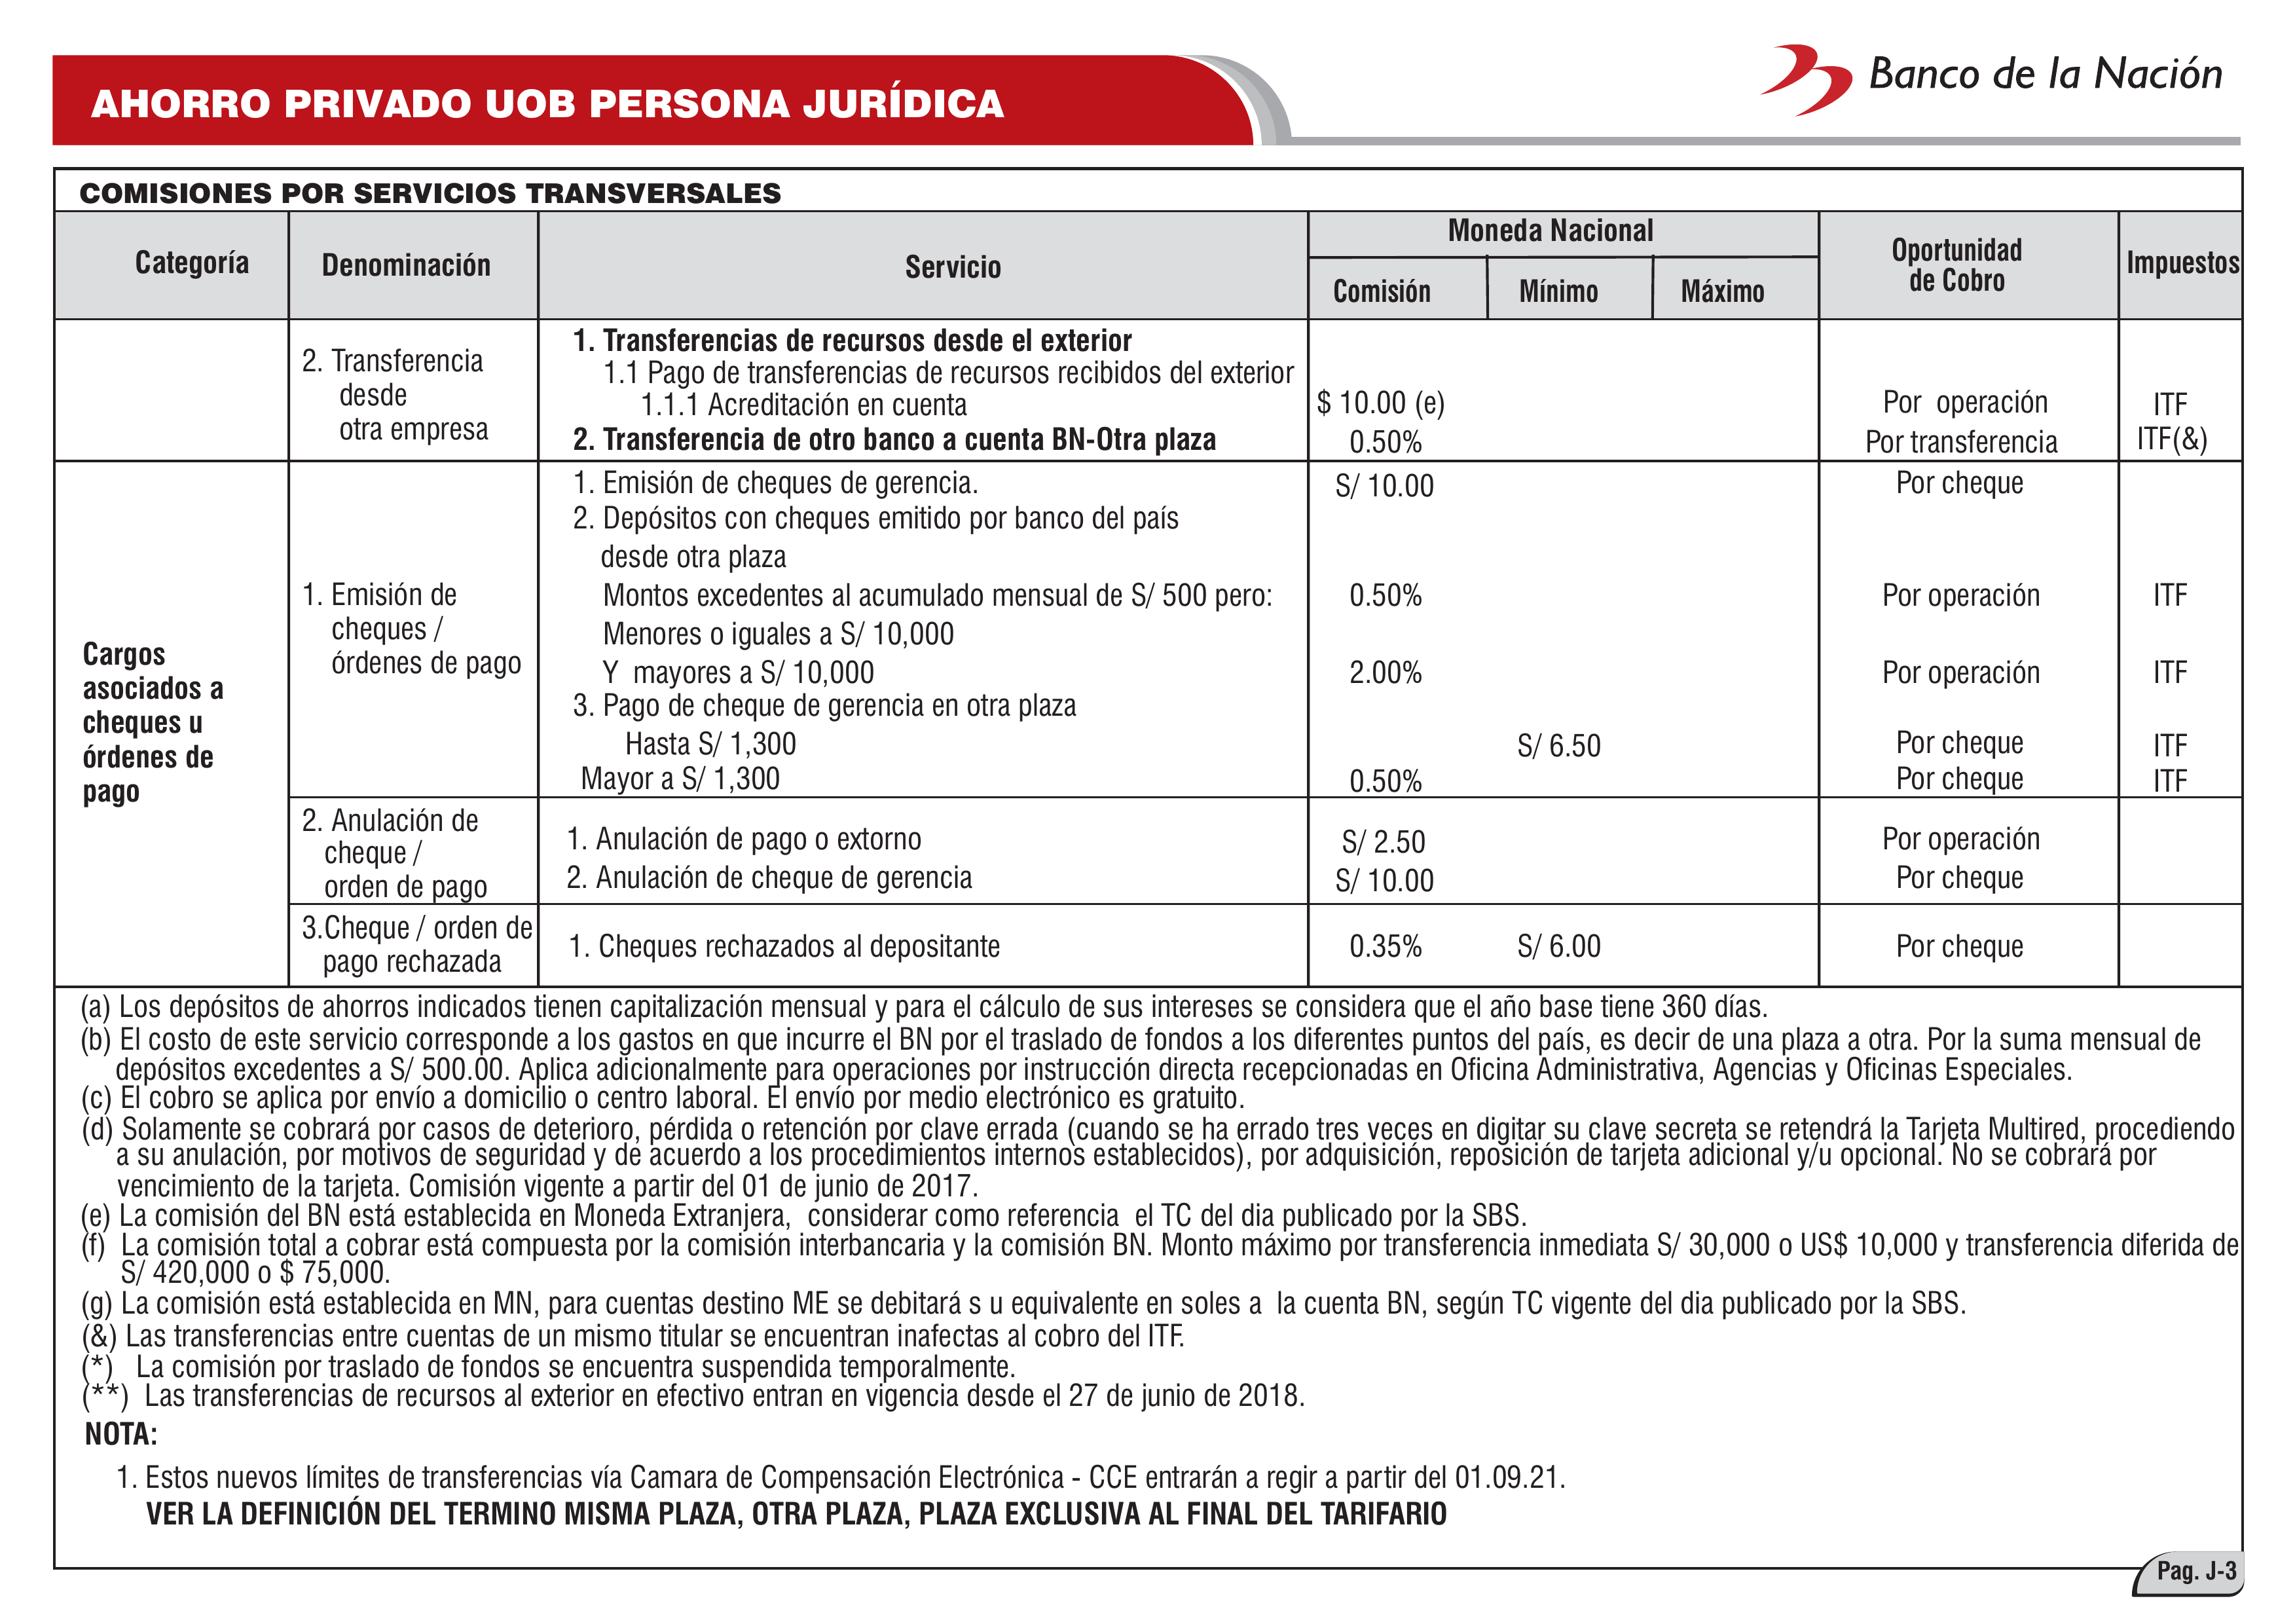 AHORRO PRIVADO UOB PERSONA JURÍDICA
Banco de la Nación
COMISIONES POR SERVICIOS TRANSVERSALES
Categoría
Denominación
Servicio
Moneda Nacional
Comisión
Mínimo
Máximo
Oportunidad
de Cobro
Impuestos
2. Transferencia
desde
otra empresa
1. Transferencias de recursos desde el exterior
1.1 Pago de transferencias de recursos recibidos del exterior
1.1.1 Acreditación en cuenta $ 10.00 (e) Por operación ITF
2. Transferencia de otro banco a cuenta BN-Otra plaza 0.50% Por transferencia ITF(&)
Cargos
asociados a
cheques u
órdenes de
pago
1. Emisión de
cheques /
órdenes de pago
1. Emisión de cheques de gerencia. S/ 10.00 Por cheque
2. Depósitos con cheques emitido por banco del país
desde otra plaza
Montos excedentes al acumulado mensual de S/ 500 pero: 0.50% Por operación ITF
Menores o iguales a S/ 10,000
Y mayores a S/ 10,000 2.00% Por operación ITF
3. Pago de cheque de gerencia en otra plaza
Hasta S/ 1,300 S/ 6.50 Por cheque ITF
Mayor a S/ 1,300 0.50% Por cheque ITF
2. Anulación de
cheque /
orden de pago
1. Anulación de pago o extorno S/ 2.50 Por operación
2. Anulación de cheque de gerencia S/ 10.00 Por cheque
3.Cheque / orden de
pago rechazada
1. Cheques rechazados al depositante 0.35% S/ 6.00 Por cheque
(a) Los depósitos de ahorros indicados tienen capitalización mensual y para el cálculo de sus intereses se considera que el año base tiene 360 días.
(b) El costo de este servicio corresponde a los gastos en que incurre el BN por el traslado de fondos a los diferentes puntos del país, es decir de una plaza a otra. Por la suma mensual de
depósitos excedentes a S/ 500.00. Aplica adicionalmente para operaciones por instrucción directa recepcionadas en Oficina Administrativa, Agencias y Oficinas Especiales.
(c) El cobro se aplica por envío a domicilio o centro laboral. El envío por medio electrónico es gratuito.
(d) Solamente se cobrará por casos de deterioro, pérdida o retención por clave errada (cuando se ha errado tres veces en digitar su clave secreta se retendrá la Tarjeta Multired, procediendo
a su anulación, por motivos de seguridad y de acuerdo a los procedimientos internos establecidos), por adquisición, reposición de tarjeta adicional y/u opcional. No se cobrará por
vencimiento de la tarjeta. Comisión vigente a partir del 01 de junio de 2017.
(e) La comisión del BN está establecida en Moneda Extranjera, considerar como referencia el TC del dia publicado por la SBS.
(f) La comisión total a cobrar está compuesta por la comisión interbancaria y la comisión BN. Monto máximo por transferencia inmediata S/ 30,000 o US$ 10,000 y transferencia diferida de
S/ 420,000 o $ 75,000.
(g) La comisión está establecida en MN, para cuentas destino ME se debitará s u equivalente en soles a la cuenta BN, según TC vigente del dia publicado por la SBS.
(&) Las transferencias entre cuentas de un mismo titular se encuentran inafectas al cobro del ITF.
(*) La comisión por traslado de fondos se encuentra suspendida temporalmente.
(**) Las transferencias de recursos al exterior en efectivo entran en vigencia desde el 27 de junio de 2018.
NOTA:
1. Estos nuevos límites de transferencias vía Camara de Compensación Electrónica - CCE entrarán a regir a partir del 01.09.21.
VER LA DEFINICIÓN DEL TERMINO MISMA PLAZA, OTRA PLAZA, PLAZA EXCLUSIVA AL FINAL DEL TARIFARIO
Pag. J-3